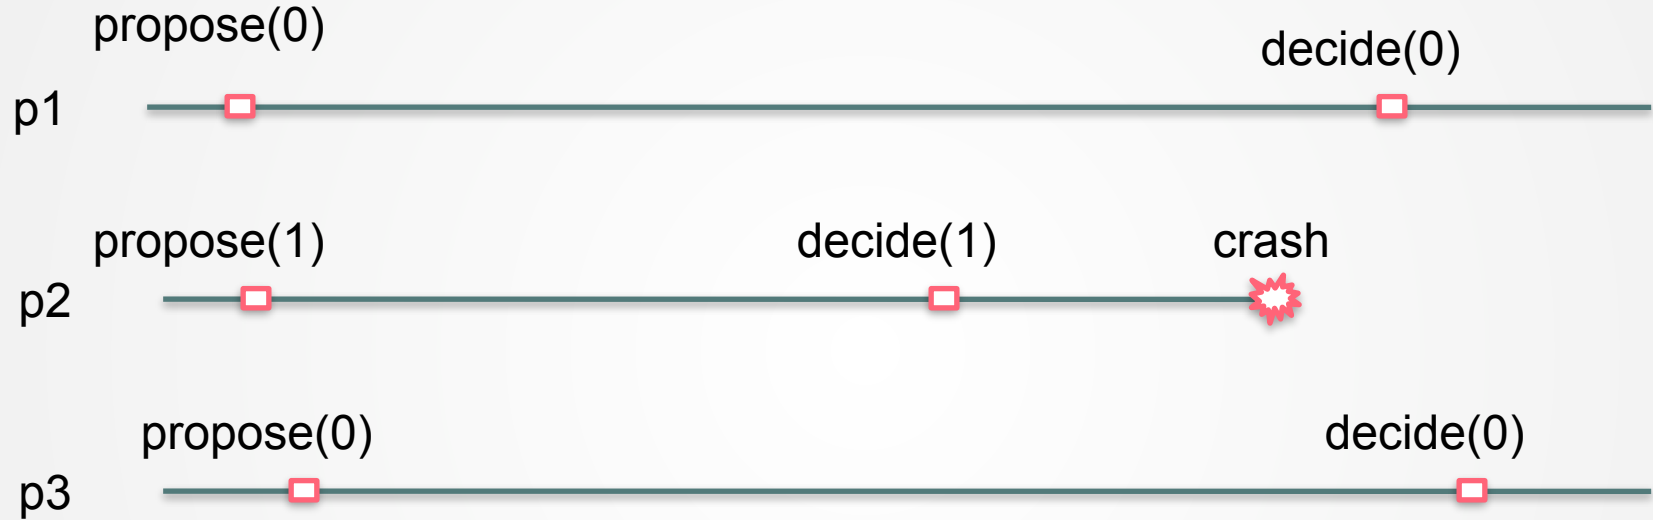 propose(0)
decide(0)
p1
propose(1)
decide(1)
crash
p2
propose(0)
decide(0)
p3